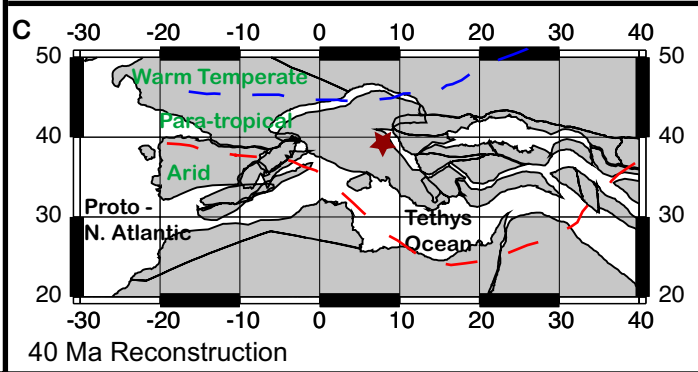 C
-30 -20 -10 0 10 20 30 40
50 50
Warm Temperate
Para-tropical
40 40
Arid
Proto -
N. Atlantic
30 30
Tethys
Ocean
20 20
-30 -20 -10 0 10 20 30 40
40 Ma Reconstruction